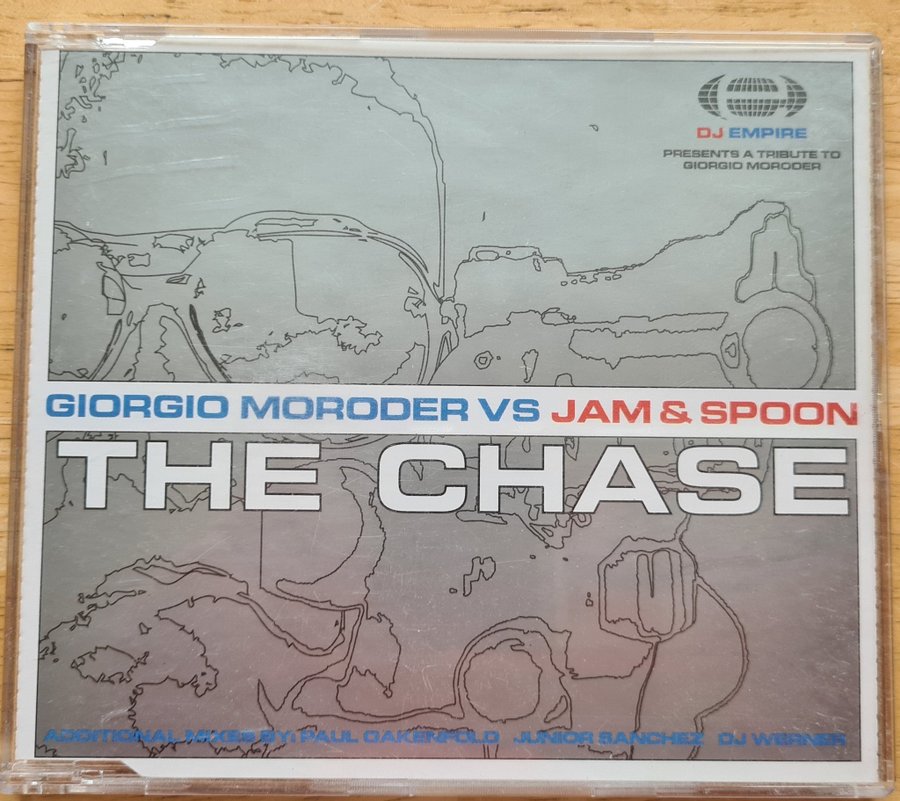 DJ EMPIRE
PRESENTS A TRIBUTE TO
GIORGIO MORODER
GIORGIO MORODER VS JAM & SPOON
THE CHASE
ADDITIONAL MIXES BY: PAUL OAKENFOLD JUNIOR SANCHEZ DJ WERNER